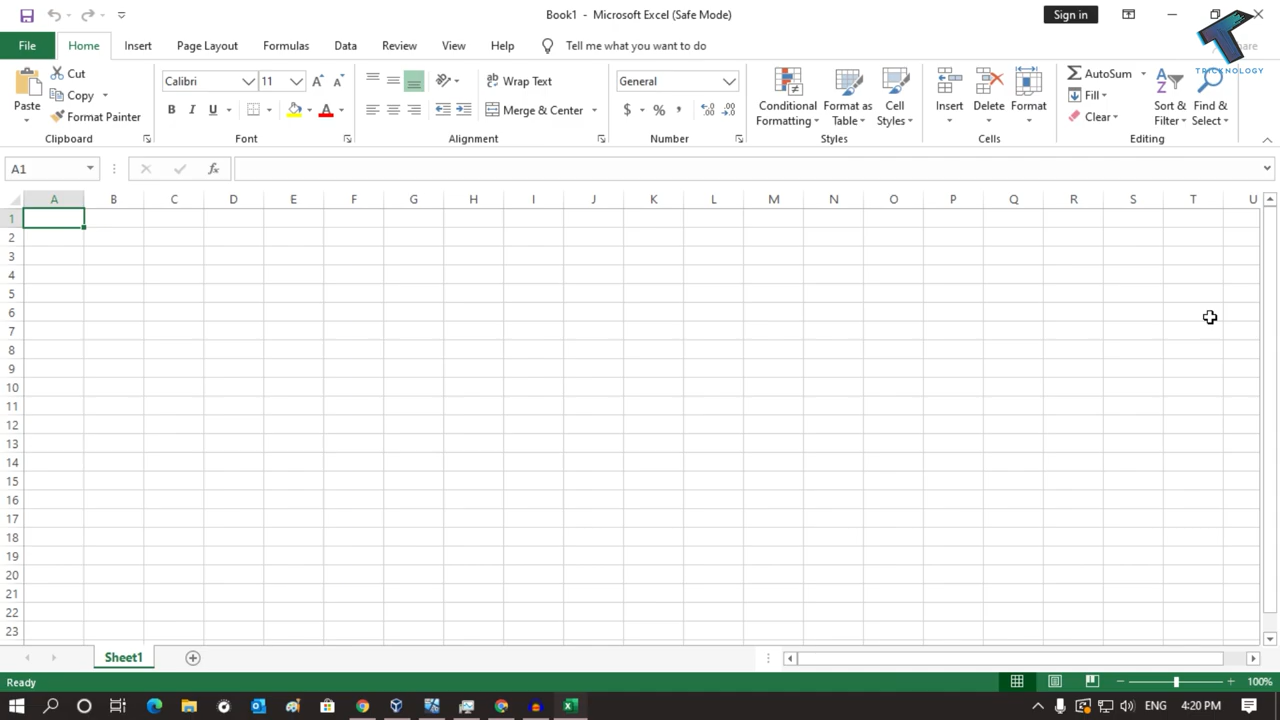 Book1 - Microsoft Excel (Safe Mode)
Sign in
File Home Insert Page Layout Formulas Data Review View Help Tell me what you want to do
TRICKNOLOGY
Paste
Cut
Copy
Format Painter
Clipboard
Calibri 11
B I U A
Font
Wrap Text
Merge & Center
Alignment
General
$ % ,
Number
Conditional Formatting
Format as Table
Cell Styles
Styles
Insert
Delete
Format
Cells
AutoSum
Fill
Clear
Sort & Filter
Find & Select
Editing
A1 fx
A B C D E F G H I J K L M N O P Q R S T U
1
2
3
4
5
6
7
8
9
10
11
12
13
14
15
16
17
18
19
20
21
22
23
Sheet1
Ready 100%
ENG 4:20 PM